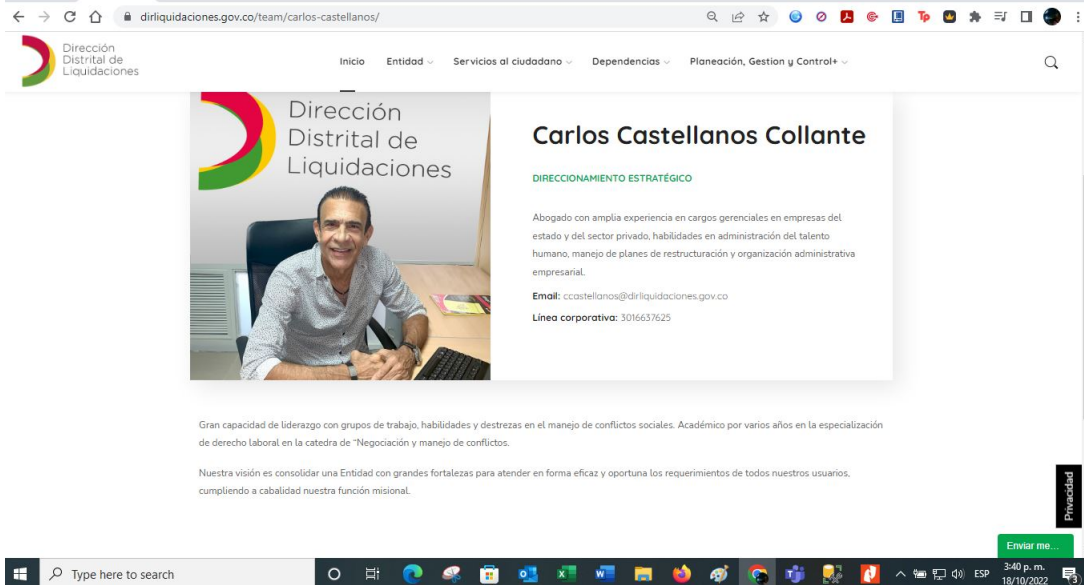 dirliquidaciones.gov.co/team/carlos-castellanos/
Dirección
Distrital de
Liquidaciones
Inicio Entidad Servicios al ciudadano Dependencias Planeación, Gestion y Control+
Dirección
Distrital de
Liquidaciones
Carlos Castellanos Collante
DIRECCIONAMIENTO ESTRATÉGICO
Abogado con amplia experiencia en cargos gerenciales en empresas del
estado y del sector privado, habilidades en administración del talento
humano, manejo de planes de restructuración y organización administrativa
empresarial.
Email: ccastellanos@dirliquidaciones.gov.co
Línea corporativa: 3016637625
Gran capacidad de liderazgo con grupos de trabajo, habilidades y destrezas en el manejo de conflictos sociales. Académico por varios años en la especialización
de derecho laboral en la catedra de “Negociación y manejo de conflictos.
Nuestra visión es consolidar una Entidad con grandes fortalezas para atender en forma eficaz y oportuna los requerimientos de todos nuestros usuarios,
cumpliendo a cabalidad nuestra función misional.
Privacidad
Enviar me...
Type here to search
ESP
3:40 p. m.
18/10/2022